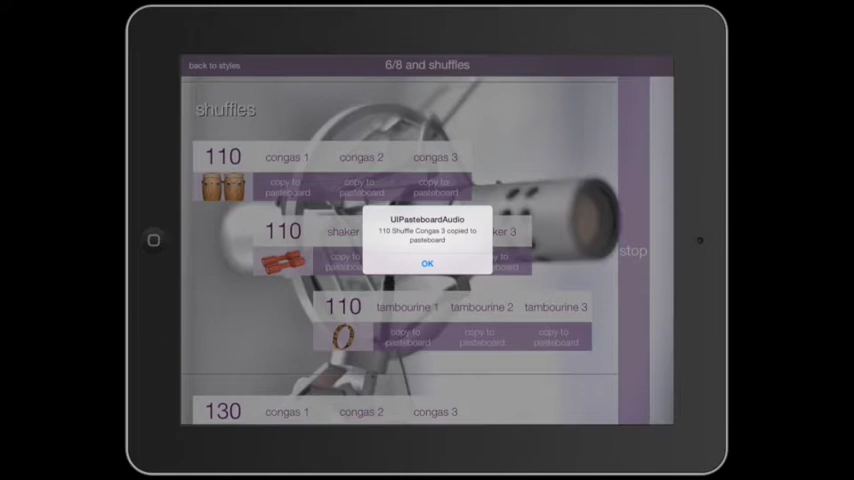 back to styles
6/8 and shuffles
shuffles
110 congas 1 congas 2 congas 3
copy to pasteboard copy to pasteboard copy to pasteboard
110 shaker ker 3
UIPasteboardAudio
110 Shuffle Congas 3 copied to
pasteboard
OK
stop
110 tambourine 1 tambourine 2 tambourine 3
copy to pasteboard copy to pasteboard copy to pasteboard
130 congas 1 congas 2 congas 3